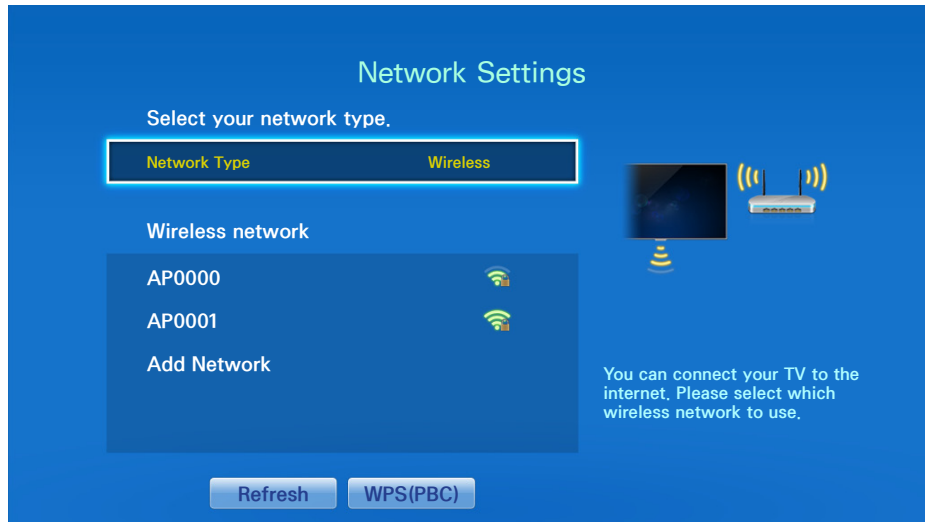 Network Settings
Select your network type.
Network Type Wireless
Wireless network
AP0000
AP0001
Add Network
You can connect your TV to the
internet. Please select which
wireless network to use.
Refresh WPS(PBC)